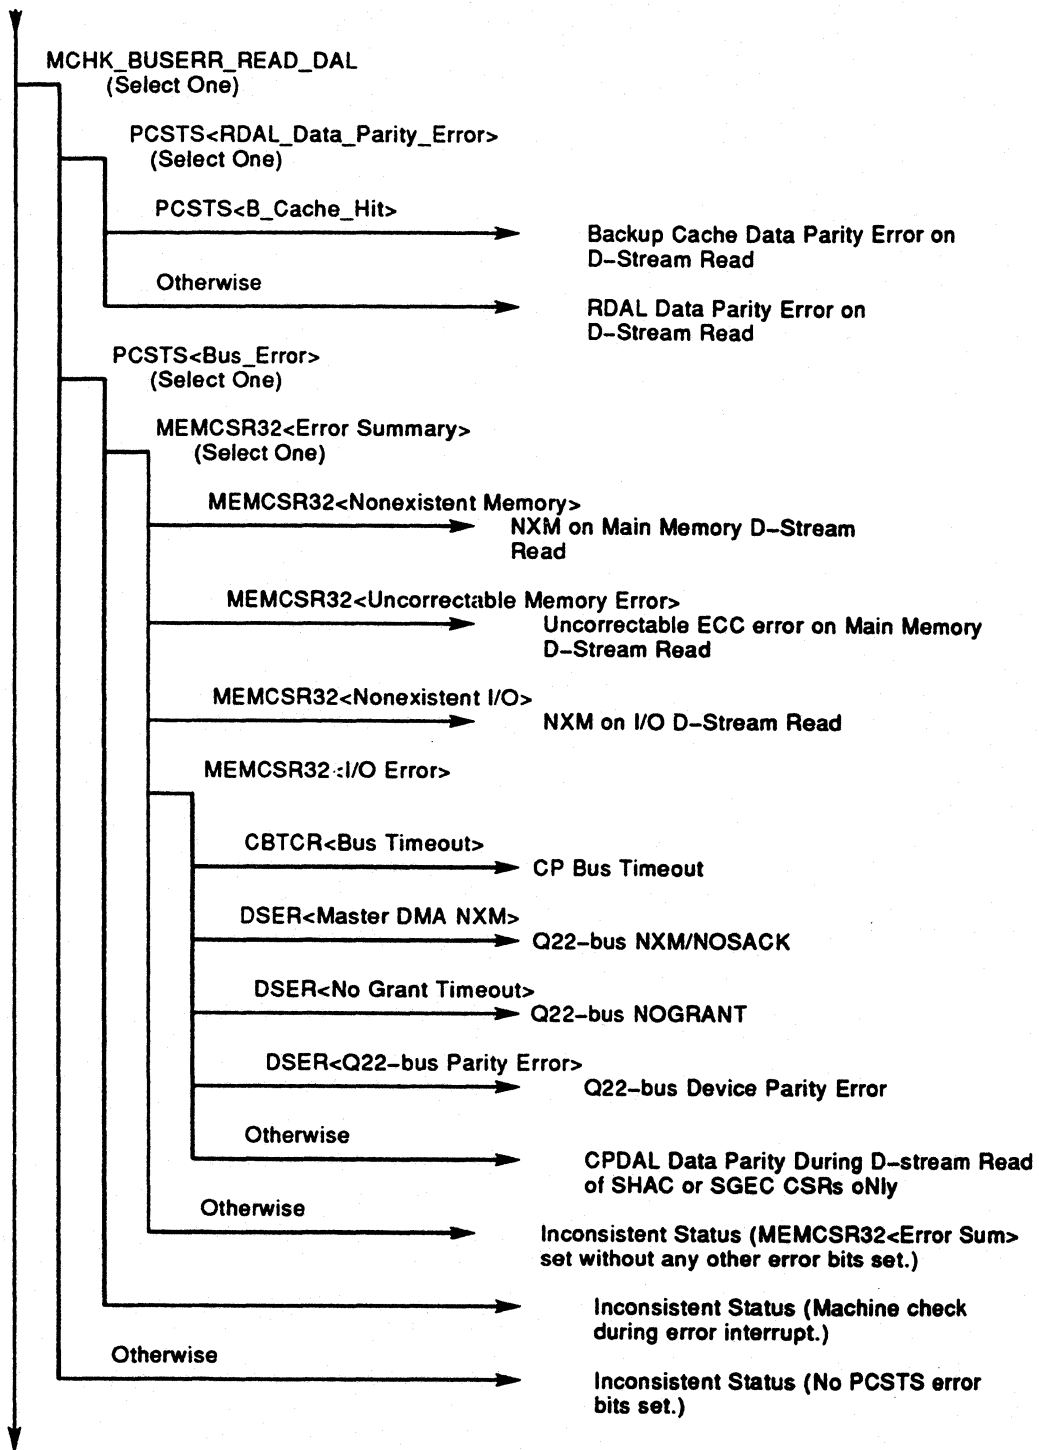 MCHK_BUSERR_READ_DAL
(Select One)
PCSTS<RDAL_Data_Parity_Error>
(Select One)
PCSTS<B_Cache_Hit>
Backup Cache Data Parity Error on
D-Stream Read
Otherwise
RDAL Data Parity Error on
D-Stream Read
PCSTS<Bus_Error>
(Select One)
MEMCSR32<Error Summary>
(Select One)
MEMCSR32<Nonexistent Memory>
NXM on Main Memory D-Stream
Read
MEMCSR32<Uncorrectable Memory Error>
Uncorrectable ECC error on Main Memory
D-Stream Read
MEMCSR32<Nonexistent I/O>
NXM on I/O D-Stream Read
MEMCSR32<I/O Error>
CBTCR<Bus Timeout>
CP Bus Timeout
DSER<Master DMA NXM>
Q22-bus NXM/NOSACK
DSER<No Grant Timeout>
Q22-bus NOGRANT
DSER<Q22-bus Parity Error>
Q22-bus Device Parity Error
Otherwise
CPDAL Data Parity During D-stream Read
of SHAC or SGEC CSRs oNly
Otherwise
Inconsistent Status (MEMCSR32<Error Sum>
set without any other error bits set.)
Inconsistent Status (Machine check
during error interrupt.)
Otherwise
Inconsistent Status (No PCSTS error
bits set.)